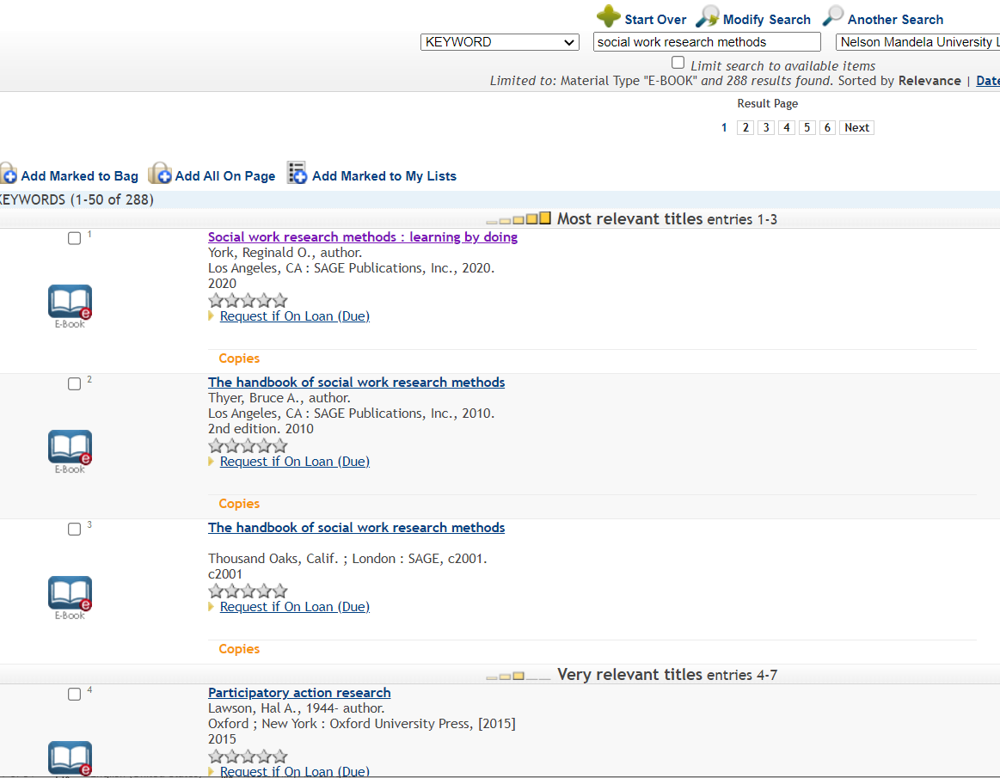 Start Over Modify Search Another Search
KEYWORD social work research methods Nelson Mandela University L
Limit search to available items
Limited to: Material Type "E-BOOK" and 288 results found. Sorted by Relevance | Date
Result Page
1 2 3 4 5 6 Next
Add Marked to Bag Add All On Page Add Marked to My Lists
KEYWORDS (1-50 of 288)
Most relevant titles entries 1-3
1
Social work research methods : learning by doing
York, Reginald O., author.
Los Angeles, CA : SAGE Publications, Inc., 2020.
2020
E-Book
Request if On Loan (Due)
Copies
2
The handbook of social work research methods
Thyer, Bruce A., author.
Los Angeles, CA : SAGE Publications, Inc., 2010.
2nd edition. 2010
E-Book
Request if On Loan (Due)
Copies
3
The handbook of social work research methods
Thousand Oaks, Calif. ; London : SAGE, c2001.
c2001
E-Book
Request if On Loan (Due)
Copies
Very relevant titles entries 4-7
4
Participatory action research
Lawson, Hal A., 1944- author.
Oxford ; New York : Oxford University Press, [2015]
2015
Request if On Loan (Due)